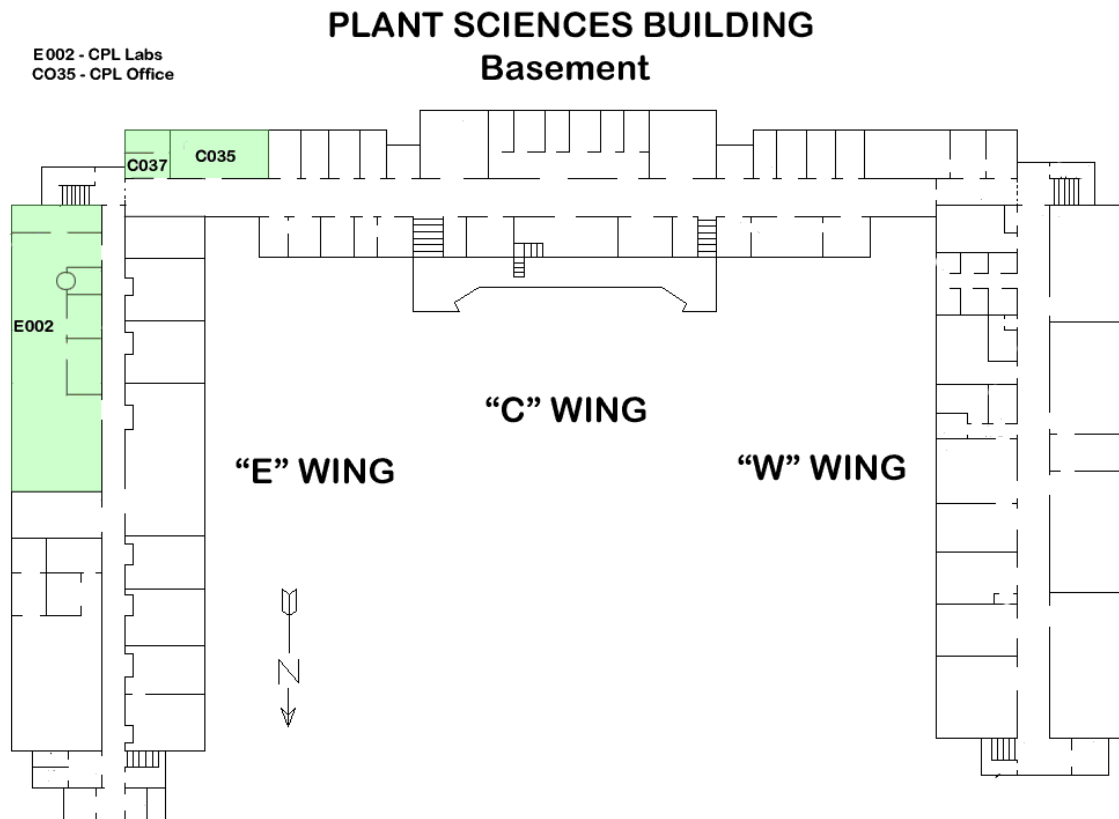 PLANT SCIENCES BUILDING
Basement
E002 - CPL Labs
CO35 - CPL Office
C037
C035
E002
“C” WING
“E” WING
“W” WING
N